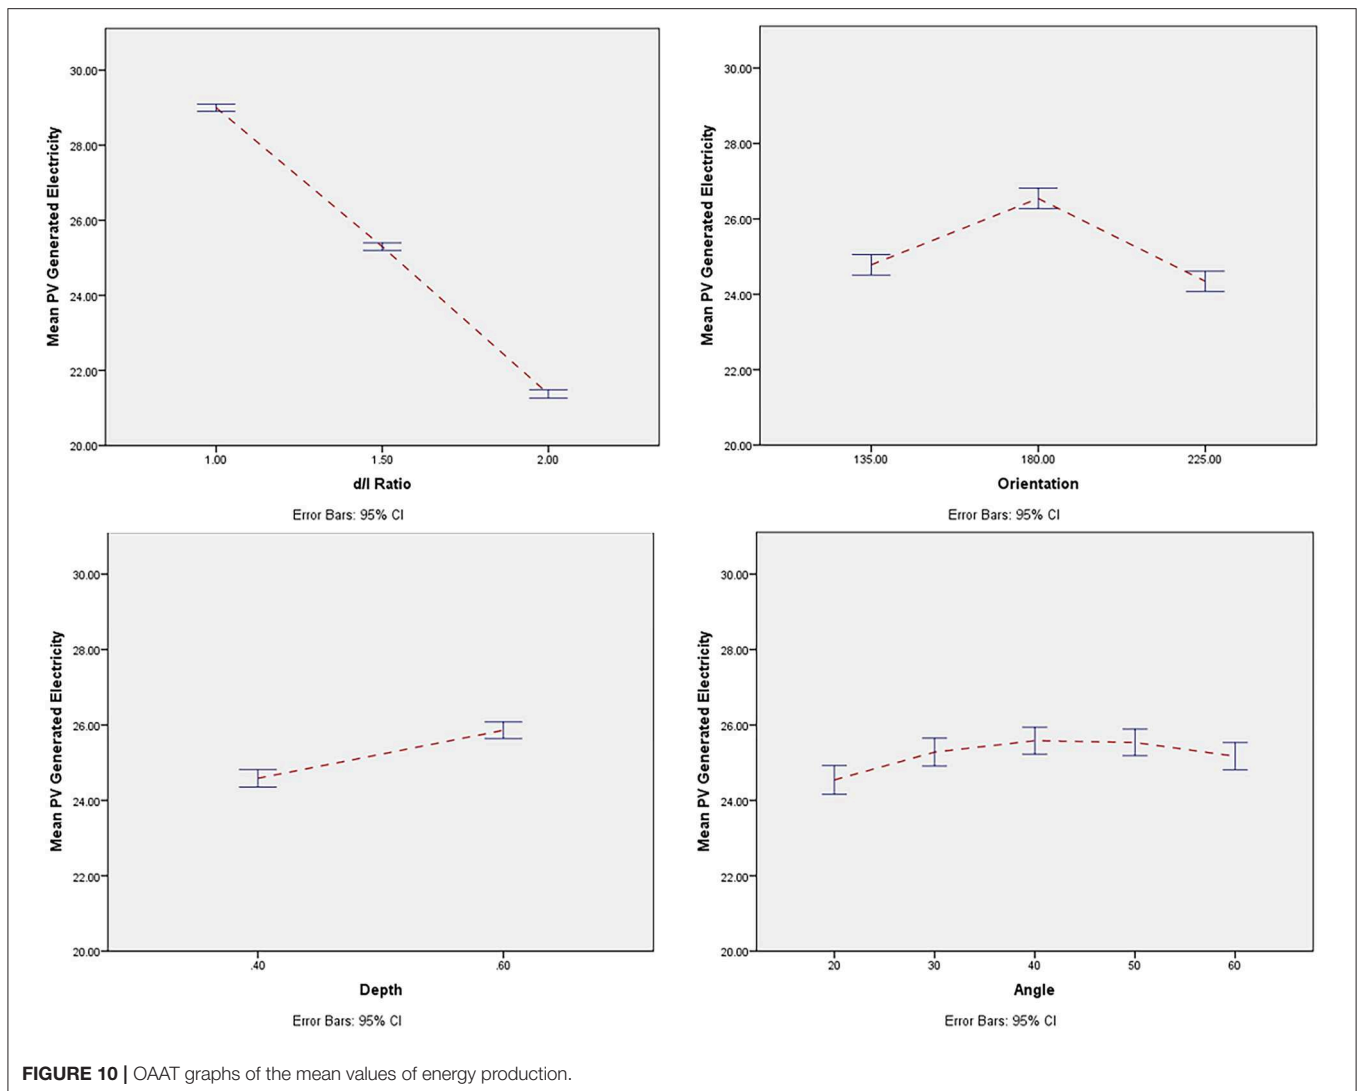 30.00
28.00
26.00
24.00
22.00
20.00
Mean PV Generated Electricity
1.00 1.50 2.00
d/l Ratio
Error Bars: 95% CI
30.00
28.00
26.00
24.00
22.00
20.00
Mean PV Generated Electricity
135.00 180.00 225.00
Orientation
Error Bars: 95% CI
30.00
28.00
26.00
24.00
22.00
20.00
Mean PV Generated Electricity
.40 .60
Depth
Error Bars: 95% CI
30.00
28.00
26.00
24.00
22.00
20.00
Mean PV Generated Electricity
20 30 40 50 60
Angle
Error Bars: 95% CI
FIGURE 10 | OAAT graphs of the mean values of energy production.